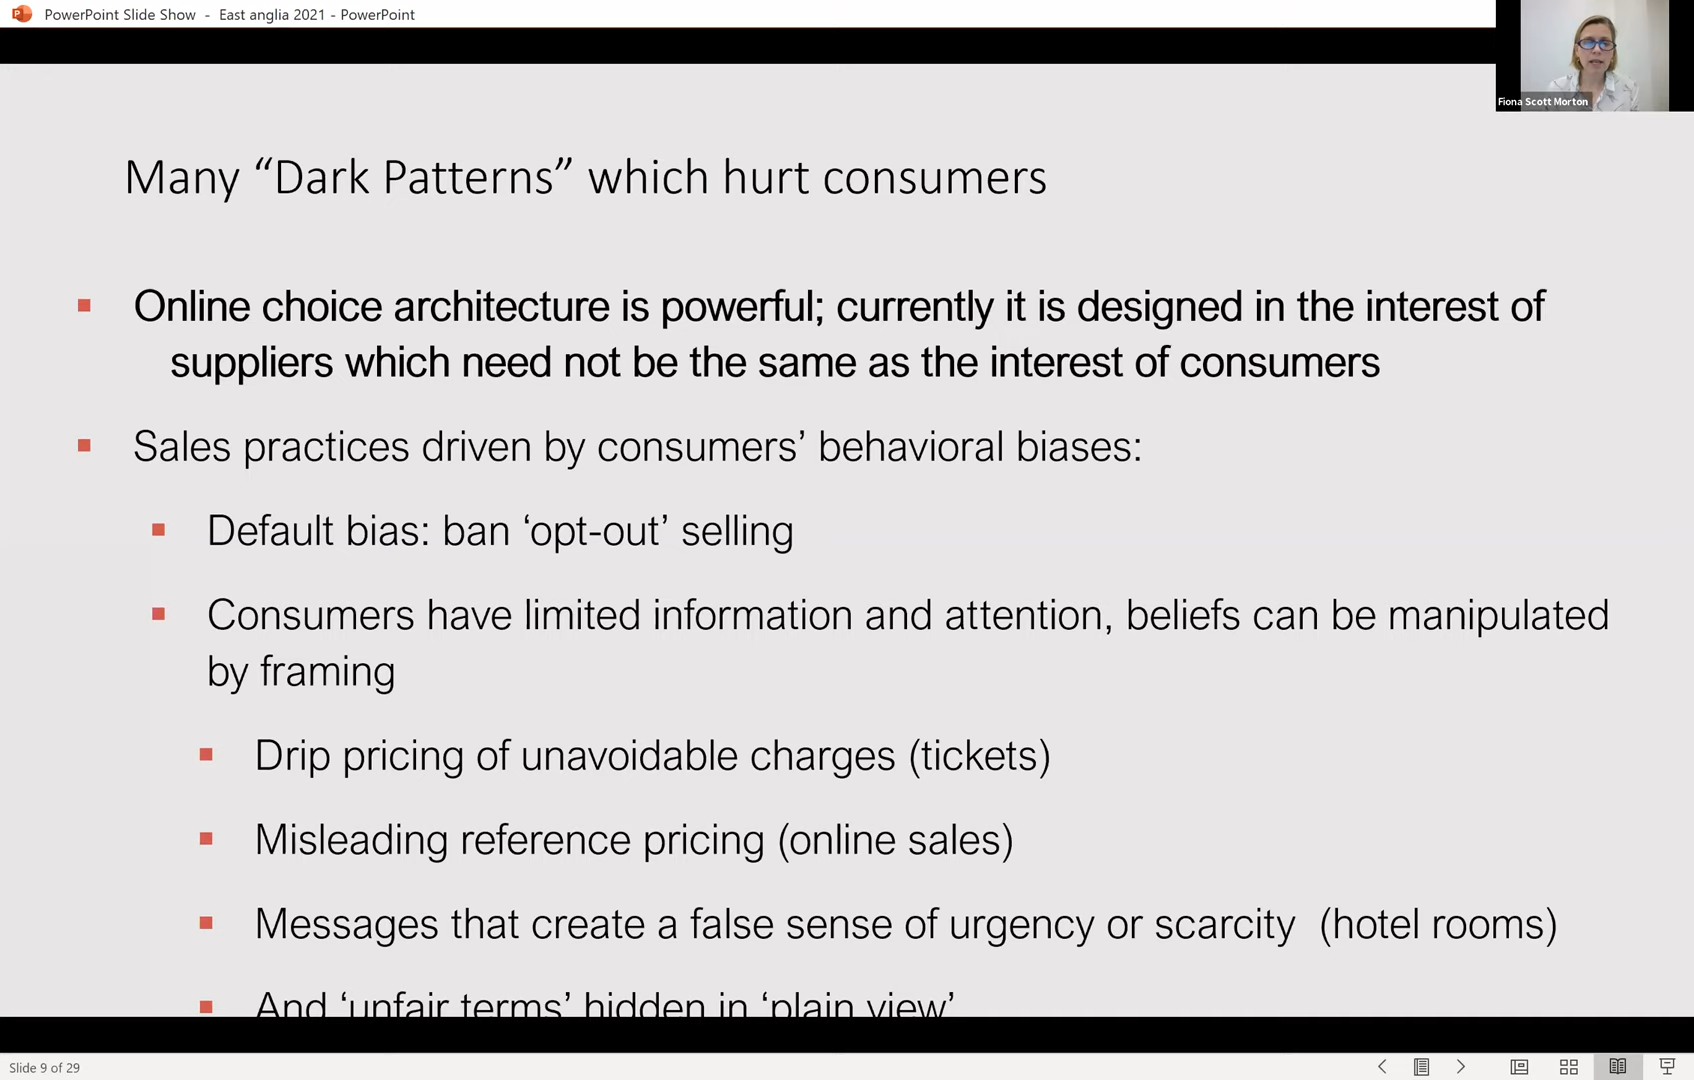 PowerPoint Slide Show - East anglia 2021 - PowerPoint
Fiona Scott Morton
Many “Dark Patterns” which hurt consumers
Online choice architecture is powerful; currently it is designed in the interest of
suppliers which need not be the same as the interest of consumers
Sales practices driven by consumers’ behavioral biases:
Default bias: ban ‘opt-out’ selling
Consumers have limited information and attention, beliefs can be manipulated
by framing
Drip pricing of unavoidable charges (tickets)
Misleading reference pricing (online sales)
Messages that create a false sense of urgency or scarcity (hotel rooms)
And ‘unfair terms’ hidden in ‘plain view’
Slide 9 of 29